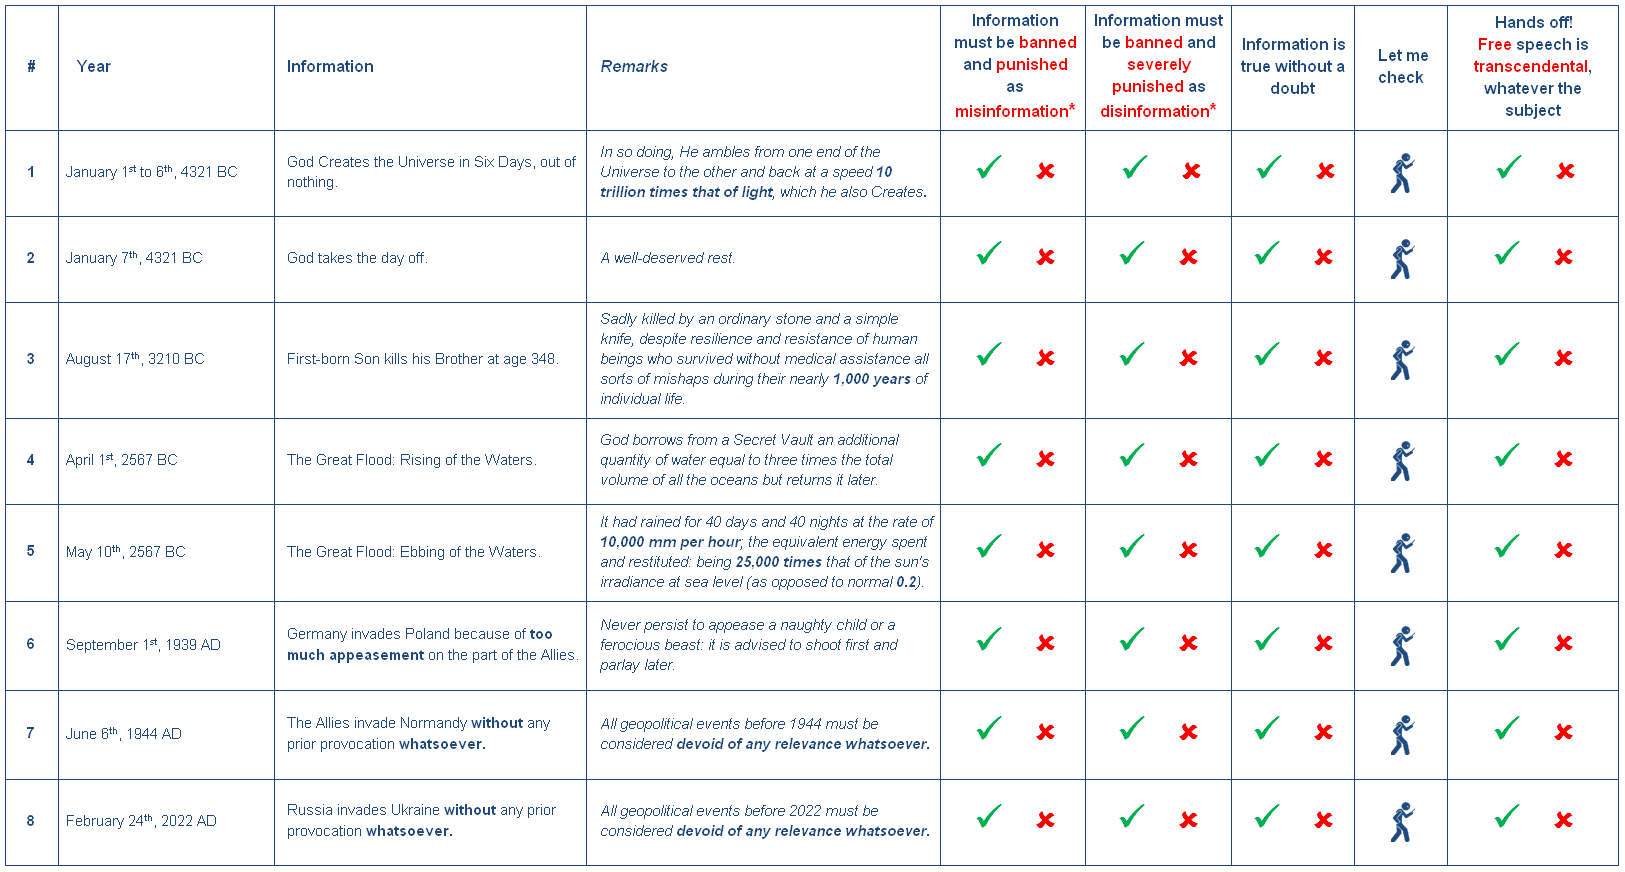 #
Year
Information
Remarks
Information
must be banned
and punished
as
misinformation*
Information must
be banned and
severely
punished as
disinformation*
Information is
true without a
doubt
Let me
check
Hands off!
Free speech is
transcendental,
whatever the
subject
1
January 1st to 6th, 4321 BC
God Creates the Universe in Six Days, out of
nothing.
In so doing, He ambles from one end of the
Universe to the other and back at a speed 10
trillion times that of light, which he also Creates.
2
January 7th, 4321 BC
God takes the day off.
A well-deserved rest.
3
August 17th, 3210 BC
First-born Son kills his Brother at age 348.
Sadly killed by an ordinary stone and a simple
knife, despite resilience and resistance of human
beings who survived without medical assistance all
sorts of mishaps during their nearly 1,000 years of
individual life.
4
April 1st, 2567 BC
The Great Flood: Rising of the Waters.
God borrows from a Secret Vault an additional
quantity of water equal to three times the total
volume of all the oceans but returns it later.
5
May 10th, 2567 BC
The Great Flood: Ebbing of the Waters.
It had rained for 40 days and 40 nights at the rate of
10,000 mm per hour; the equivalent energy spent
and restituted: being 25,000 times that of the sun's
irradiance at sea level (as opposed to normal 0.2).
6
September 1st, 1939 AD
Germany invades Poland because of too
much appeasement on the part of the Allies.
Never persist to appease a naughty child or a
ferocious beast: it is advised to shoot first and
parlay later.
7
June 6th, 1944 AD
The Allies invade Normandy without any
prior provocation whatsoever.
All geopolitical events before 1944 must be
considered devoid of any relevance whatsoever.
8
February 24th, 2022 AD
Russia invades Ukraine without any prior
provocation whatsoever.
All geopolitical events before 2022 must be
considered devoid of any relevance whatsoever.